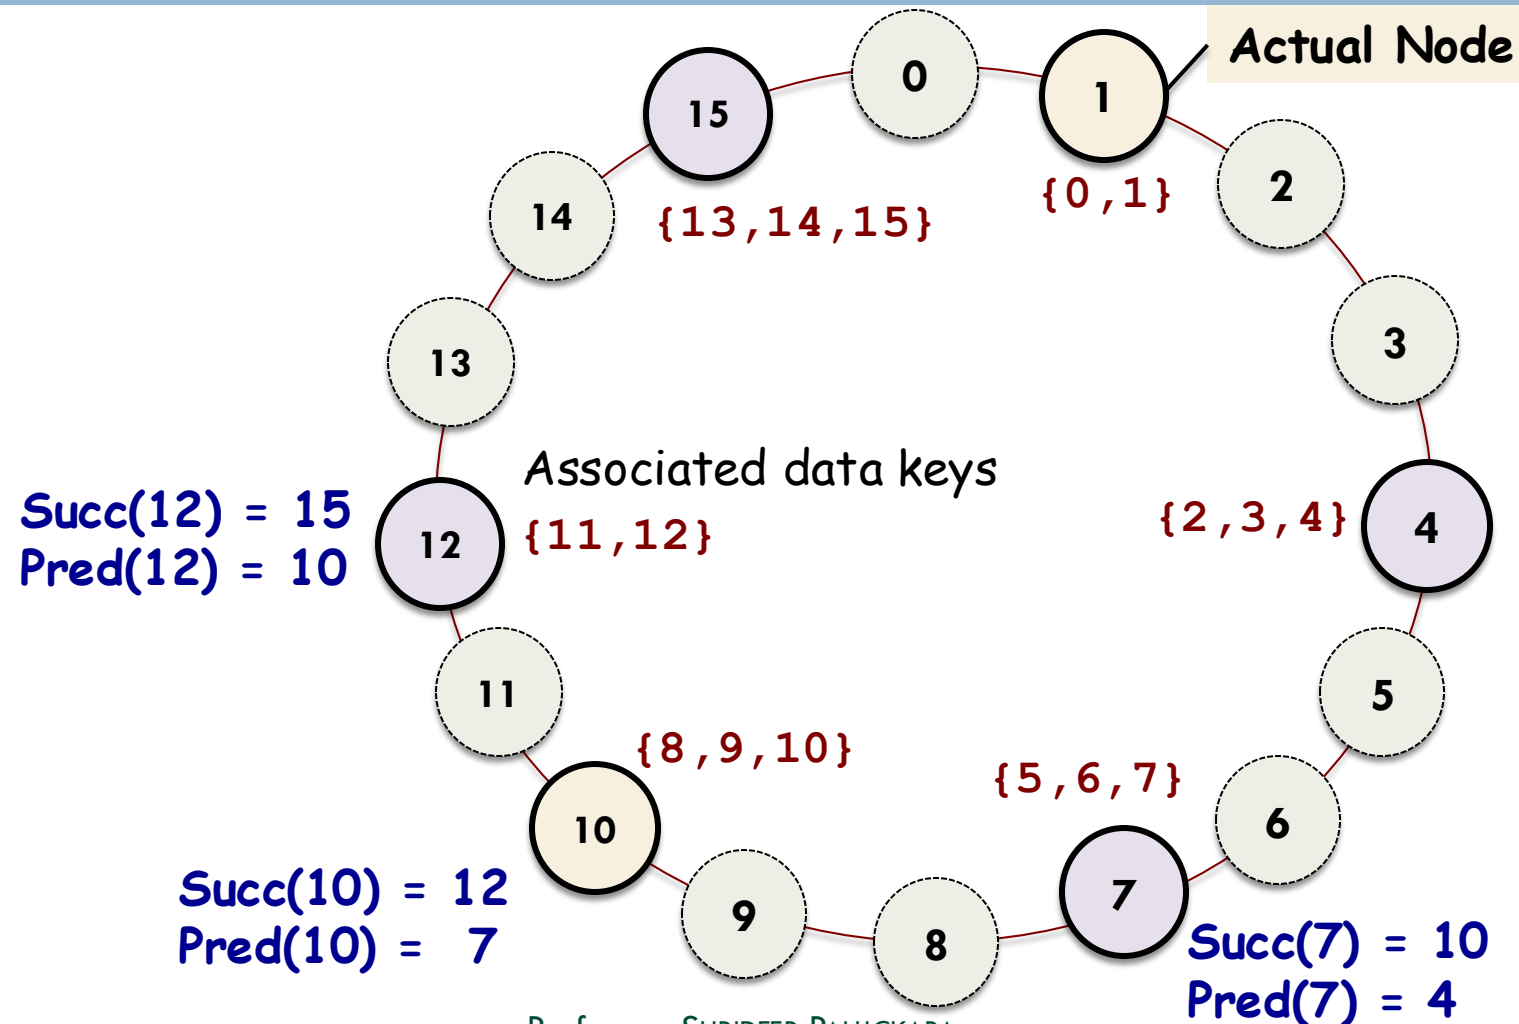 Actual Node
0
1
15
{0,1}
2
14
{13,14,15}
3
13
Associated data keys
Succ(12) = 15
Pred(12) = 10
12
{11,12}
{2,3,4}
4
11
5
{8,9,10}
{5,6,7}
10
6
Succ(10) = 12
Pred(10) = 7
9
8
7
Succ(7) = 10
Pred(7) = 4